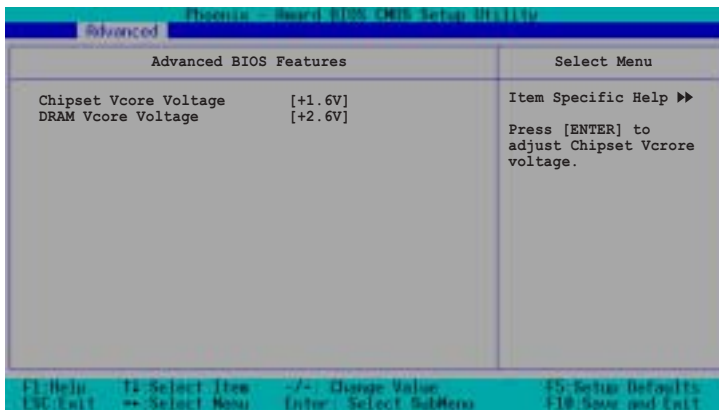 Phoenix - Award BIOS CMOS Setup Utility
Advanced
Advanced BIOS Features
Select Menu
Chipset Vcore Voltage [+1.6V]
DRAM Vcore Voltage [+2.6V]
Item Specific Help ▶▶
Press [ENTER] to
adjust Chipset Vcrore
voltage.
F1:Help ↑↓ Select Item -/+ Change Value F5:Setup Defaults
ESC:Exit ↔ Select Menu Enter: Select SubMenu F10:Save and Exit